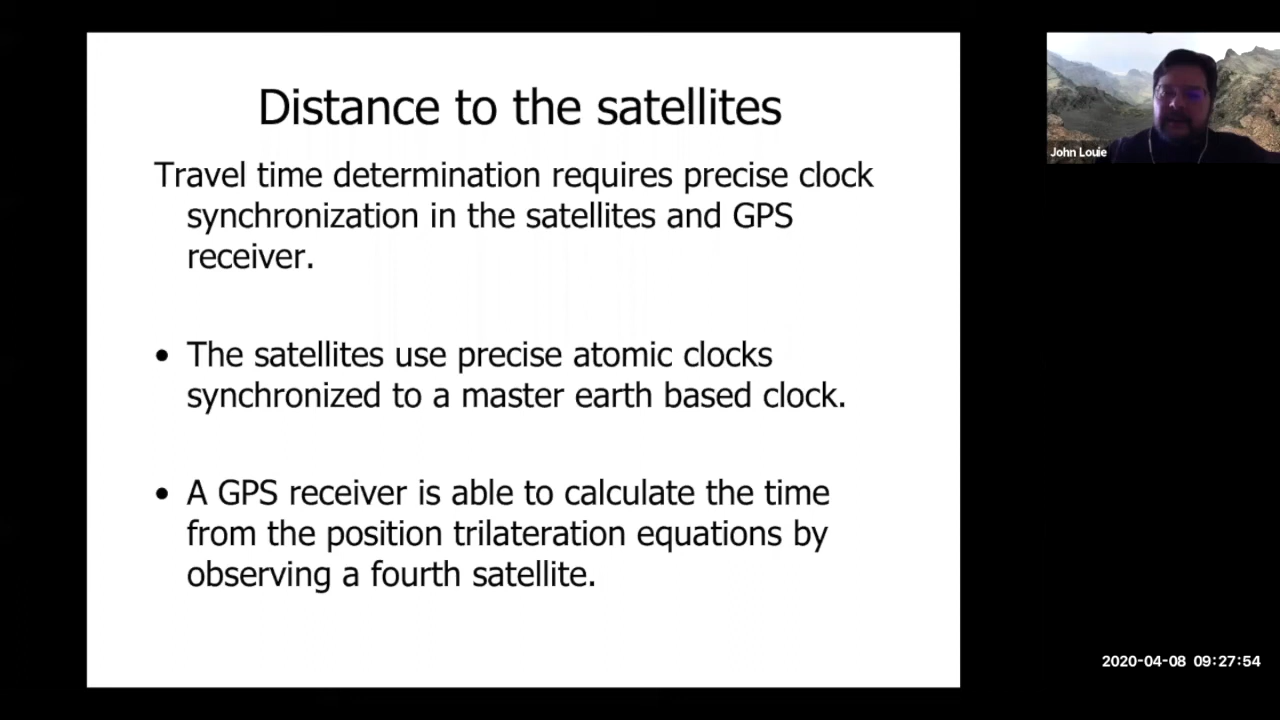 Distance to the satellites
Travel time determination requires precise clock
synchronization in the satellites and GPS
receiver.
• The satellites use precise atomic clocks
synchronized to a master earth based clock.
• A GPS receiver is able to calculate the time
from the position trilateration equations by
observing a fourth satellite.
John Louie
2020-04-08 09:27:54